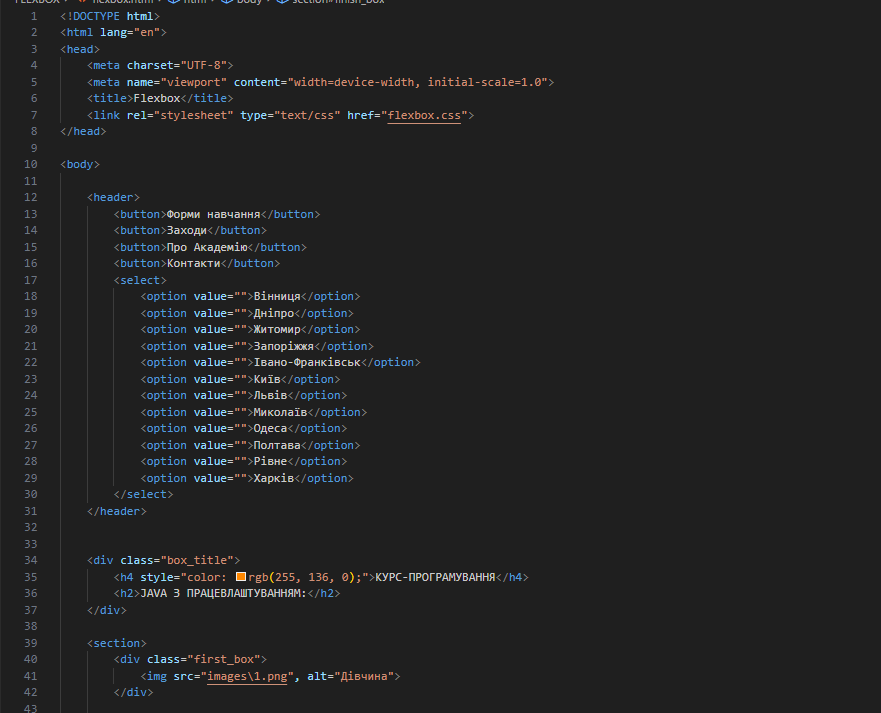 FLEXBOX > flexbox.html > html > body > section#finish_box
1 <!DOCTYPE html>
2 <html lang="en">
3 <head>
4 <meta charset="UTF-8">
5 <meta name="viewport" content="width=device-width, initial-scale=1.0">
6 <title>Flexbox</title>
7 <link rel="stylesheet" type="text/css" href="flexbox.css">
8 </head>
9
10 <body>
11
12 <header>
13 <button>Форми навчання</button>
14 <button>Заходи</button>
15 <button>Про Академію</button>
16 <button>Контакти</button>
17 <select>
18 <option value="">Вінниця</option>
19 <option value="">Дніпро</option>
20 <option value="">Житомир</option>
21 <option value="">Запоріжжя</option>
22 <option value="">Івано-Франківськ</option>
23 <option value="">Київ</option>
24 <option value="">Львів</option>
25 <option value="">Миколаїв</option>
26 <option value="">Одеса</option>
27 <option value="">Полтава</option>
28 <option value="">Рівне</option>
29 <option value="">Харків</option>
30 </select>
31 </header>
32
33
34 <div class="box_title">
35 <h4 style="color: rgb(255, 136, 0);">КУРС-ПРОГРАМУВАННЯ</h4>
36 <h2>JAVA З ПРАЦЕВЛАШТУВАННЯМ:</h2>
37 </div>
38
39 <section>
40 <div class="first_box">
41 <img src="images\1.png", alt="Дівчина">
42 </div>
43